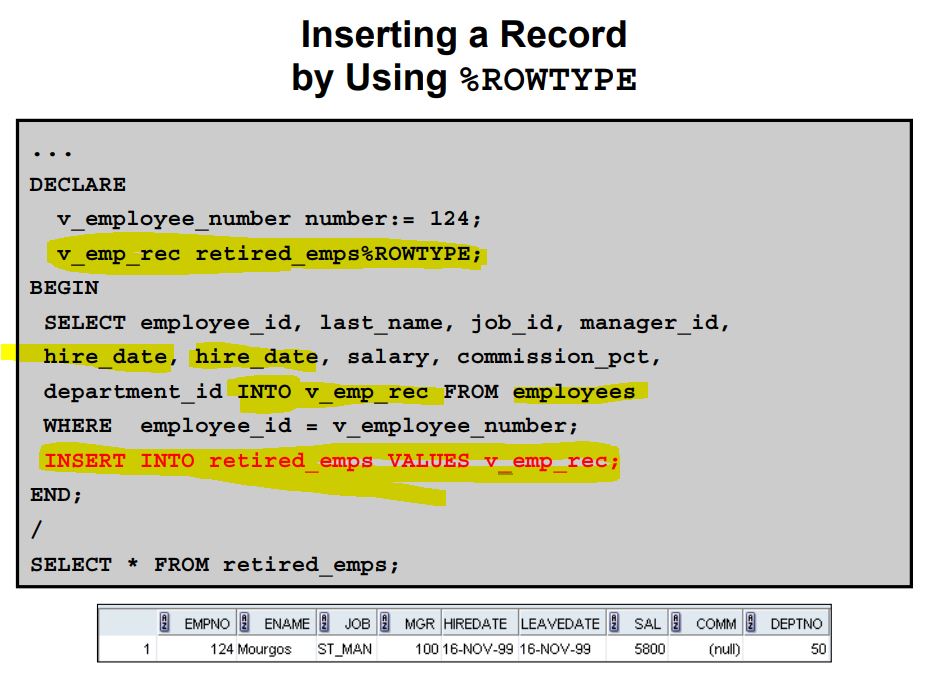 Inserting a Record
by Using %ROWTYPE
...
DECLARE
v_employee_number number:= 124;
v_emp_rec retired_emps%ROWTYPE;
BEGIN
SELECT employee_id, last_name, job_id, manager_id,
hire_date, hire_date, salary, commission_pct,
department_id INTO v_emp_rec FROM employees
WHERE employee_id = v_employee_number;
INSERT INTO retired_emps VALUES v_emp_rec;
END;
/
SELECT * FROM retired_emps;
EMPNO ENAME JOB MGR HIREDATE LEAVEDATE SAL COMM DEPTNO
1 124 Mourgos ST_MAN 100 16-NOV-99 16-NOV-99 5800 (null) 50